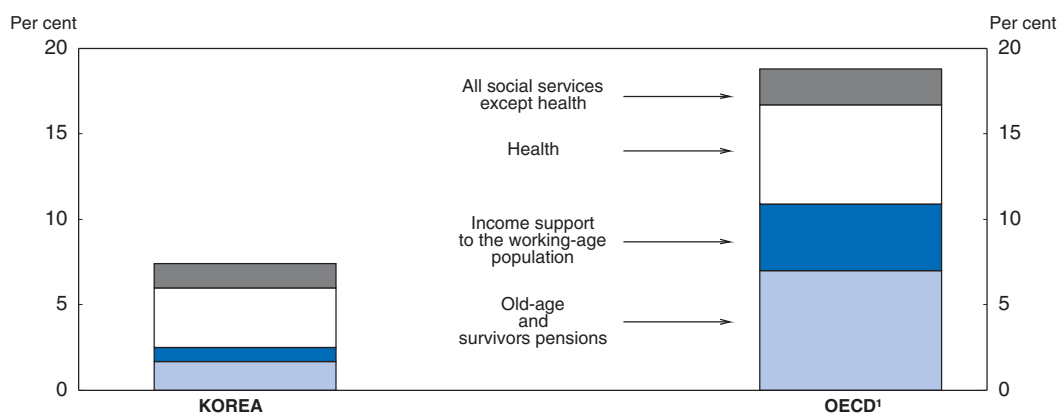 Per cent
Per cent
20
20
All social services
except health
15
15
Health
10
10
Income support
to the working-age
population
5
5
Old-age
and
survivors pensions
0
0
KOREA
OECD¹